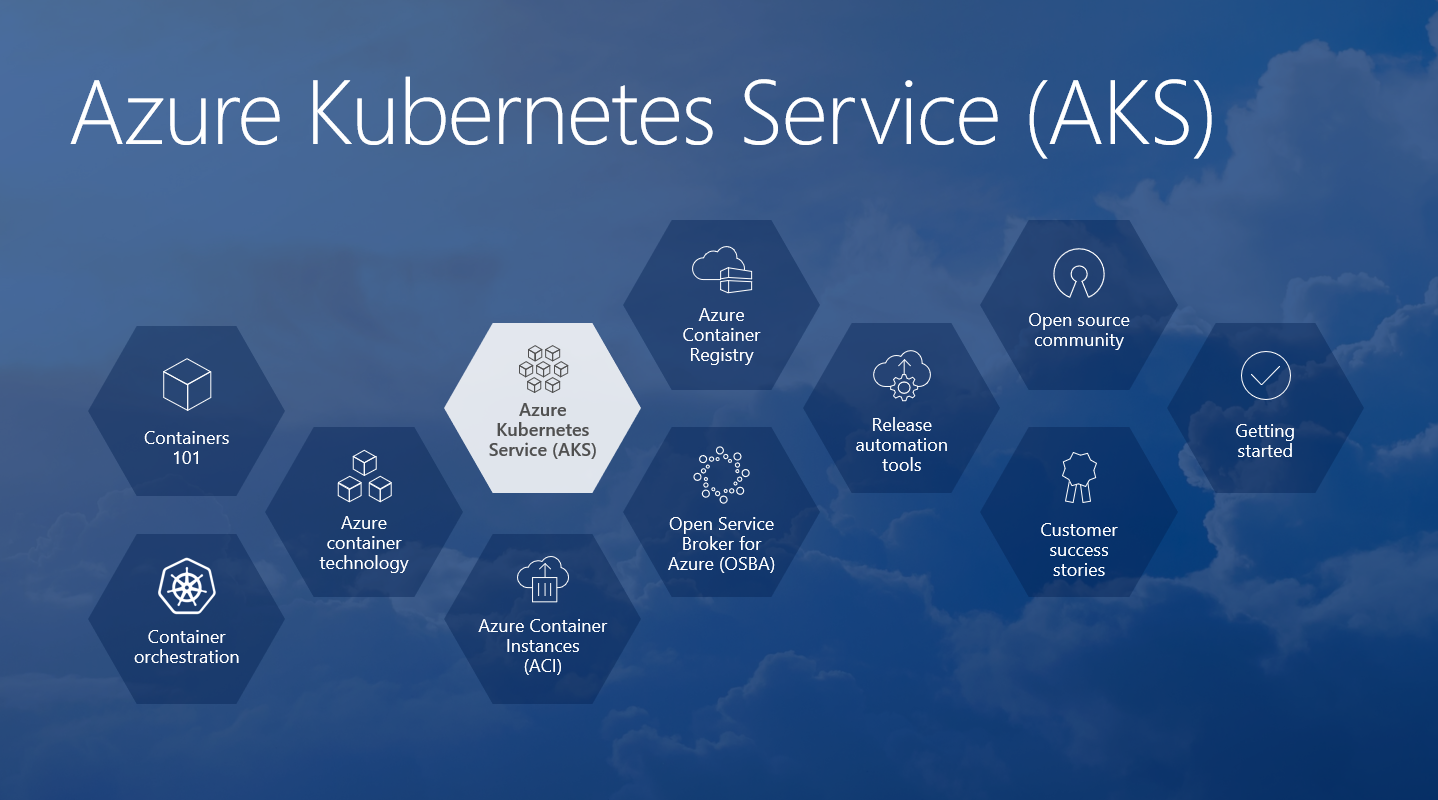 Azure Kubernetes Service (AKS)
Containers
101
Container
orchestration
Azure
container
technology
Azure
Kubernetes
Service (AKS)
Azure Container
Instances
(ACI)
Azure
Container
Registry
Open Service
Broker for
Azure (OSBA)
Release
automation
tools
Open source
community
Customer
success
stories
Getting
started